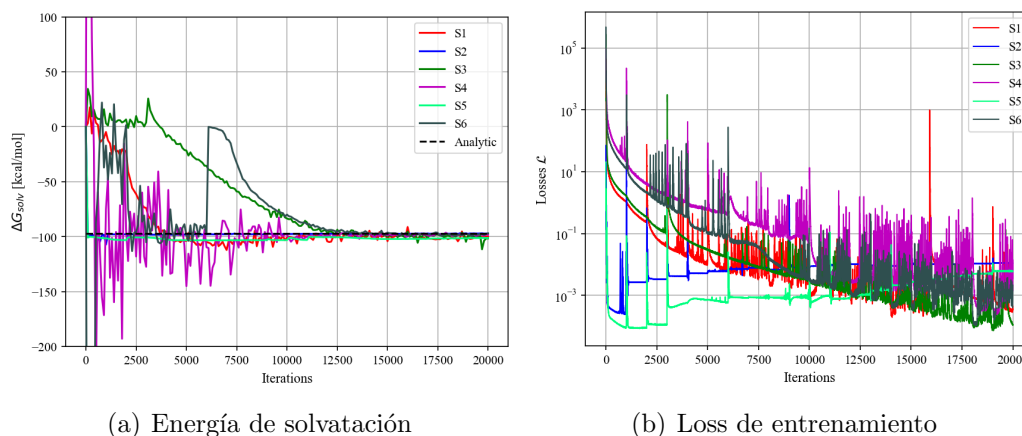 100
50
0
−50
−100
−150
−200
ΔG_solv [kcal/mol]
0 2500 5000 7500 10000 12500 15000 17500 20000
Iterations
S1
S2
S3
S4
S5
S6
Analytic
(a) Energía de solvatación
10^5
10^3
10^1
10^−1
10^−3
Losses ℒ
0 2500 5000 7500 10000 12500 15000 17500 20000
Iterations
S1
S2
S3
S4
S5
S6
(b) Loss de entrenamiento